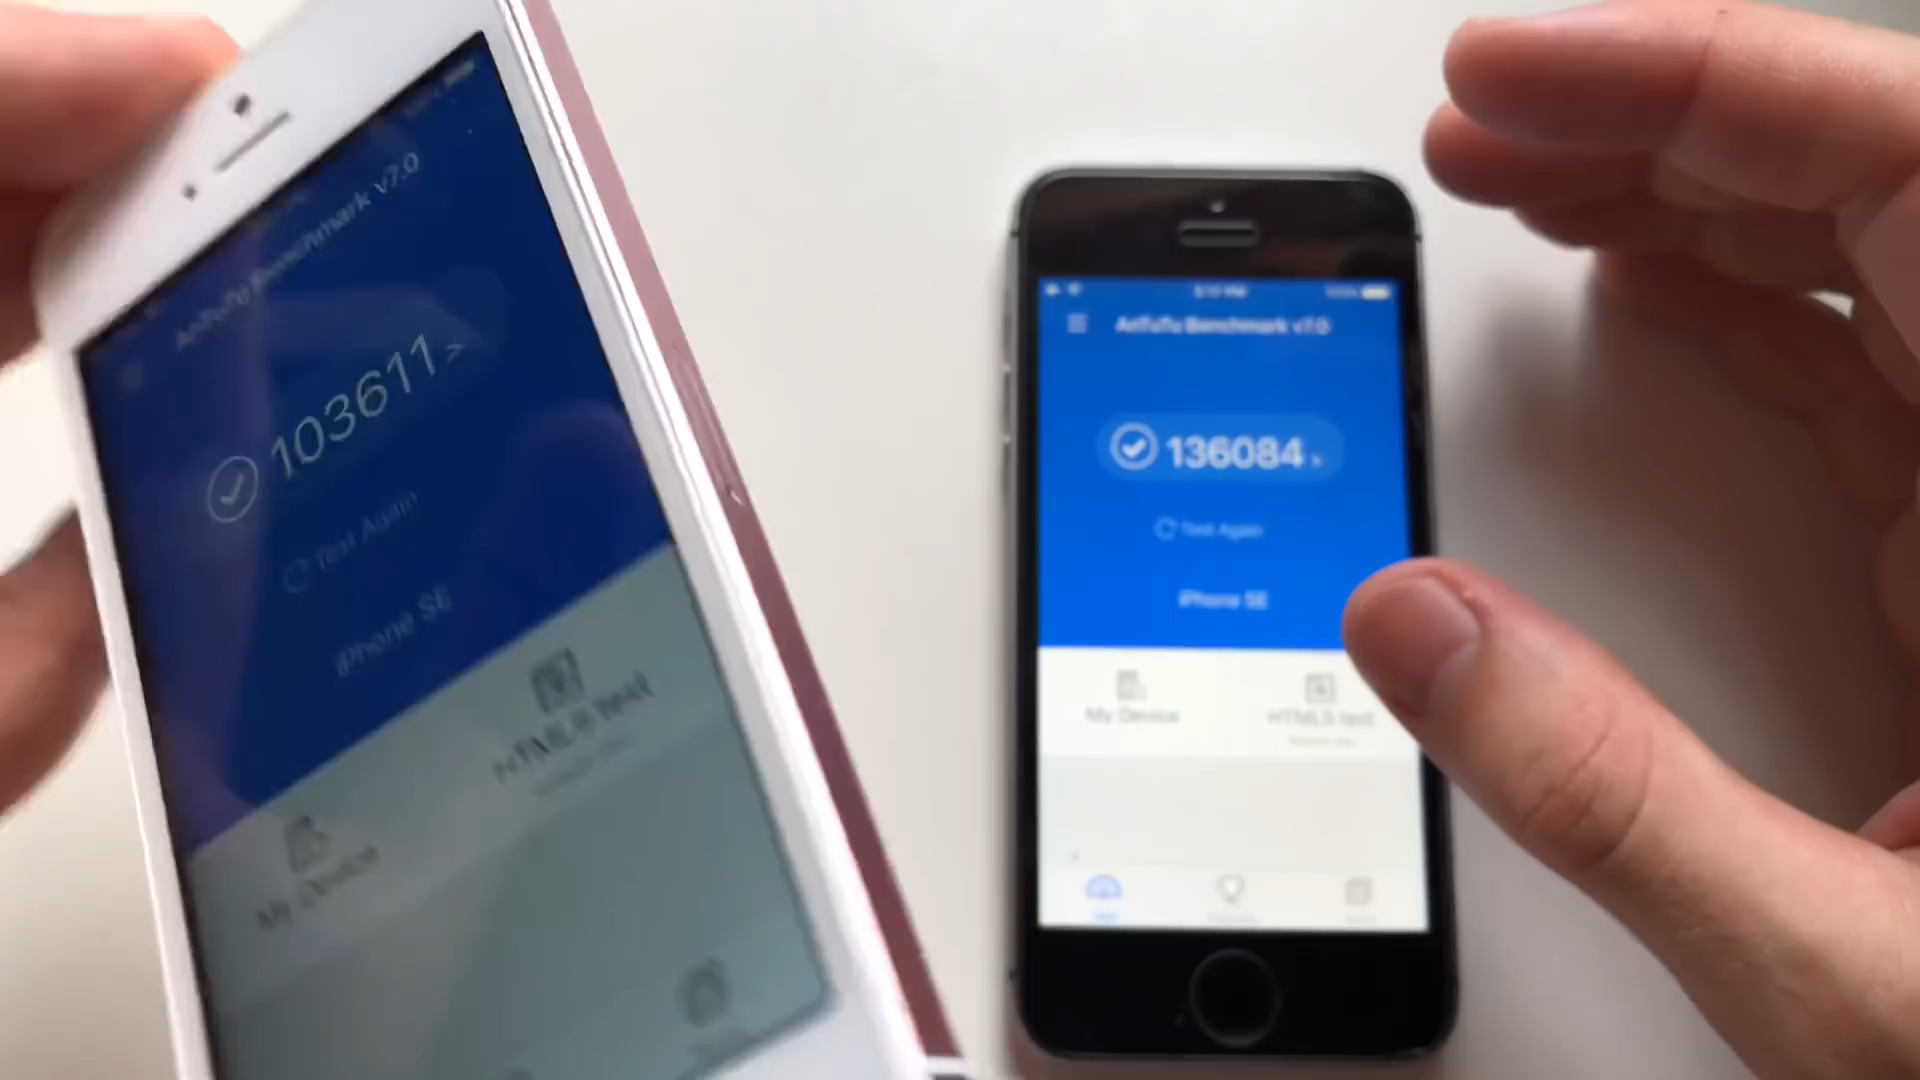 AnTuTu Benchmark v7.0
103611 >
Test Again
iPhone SE
HTML5 test
My Device
AnTuTu Benchmark v7.0
136084 >
Test Again
iPhone SE
My Device
HTML5 test